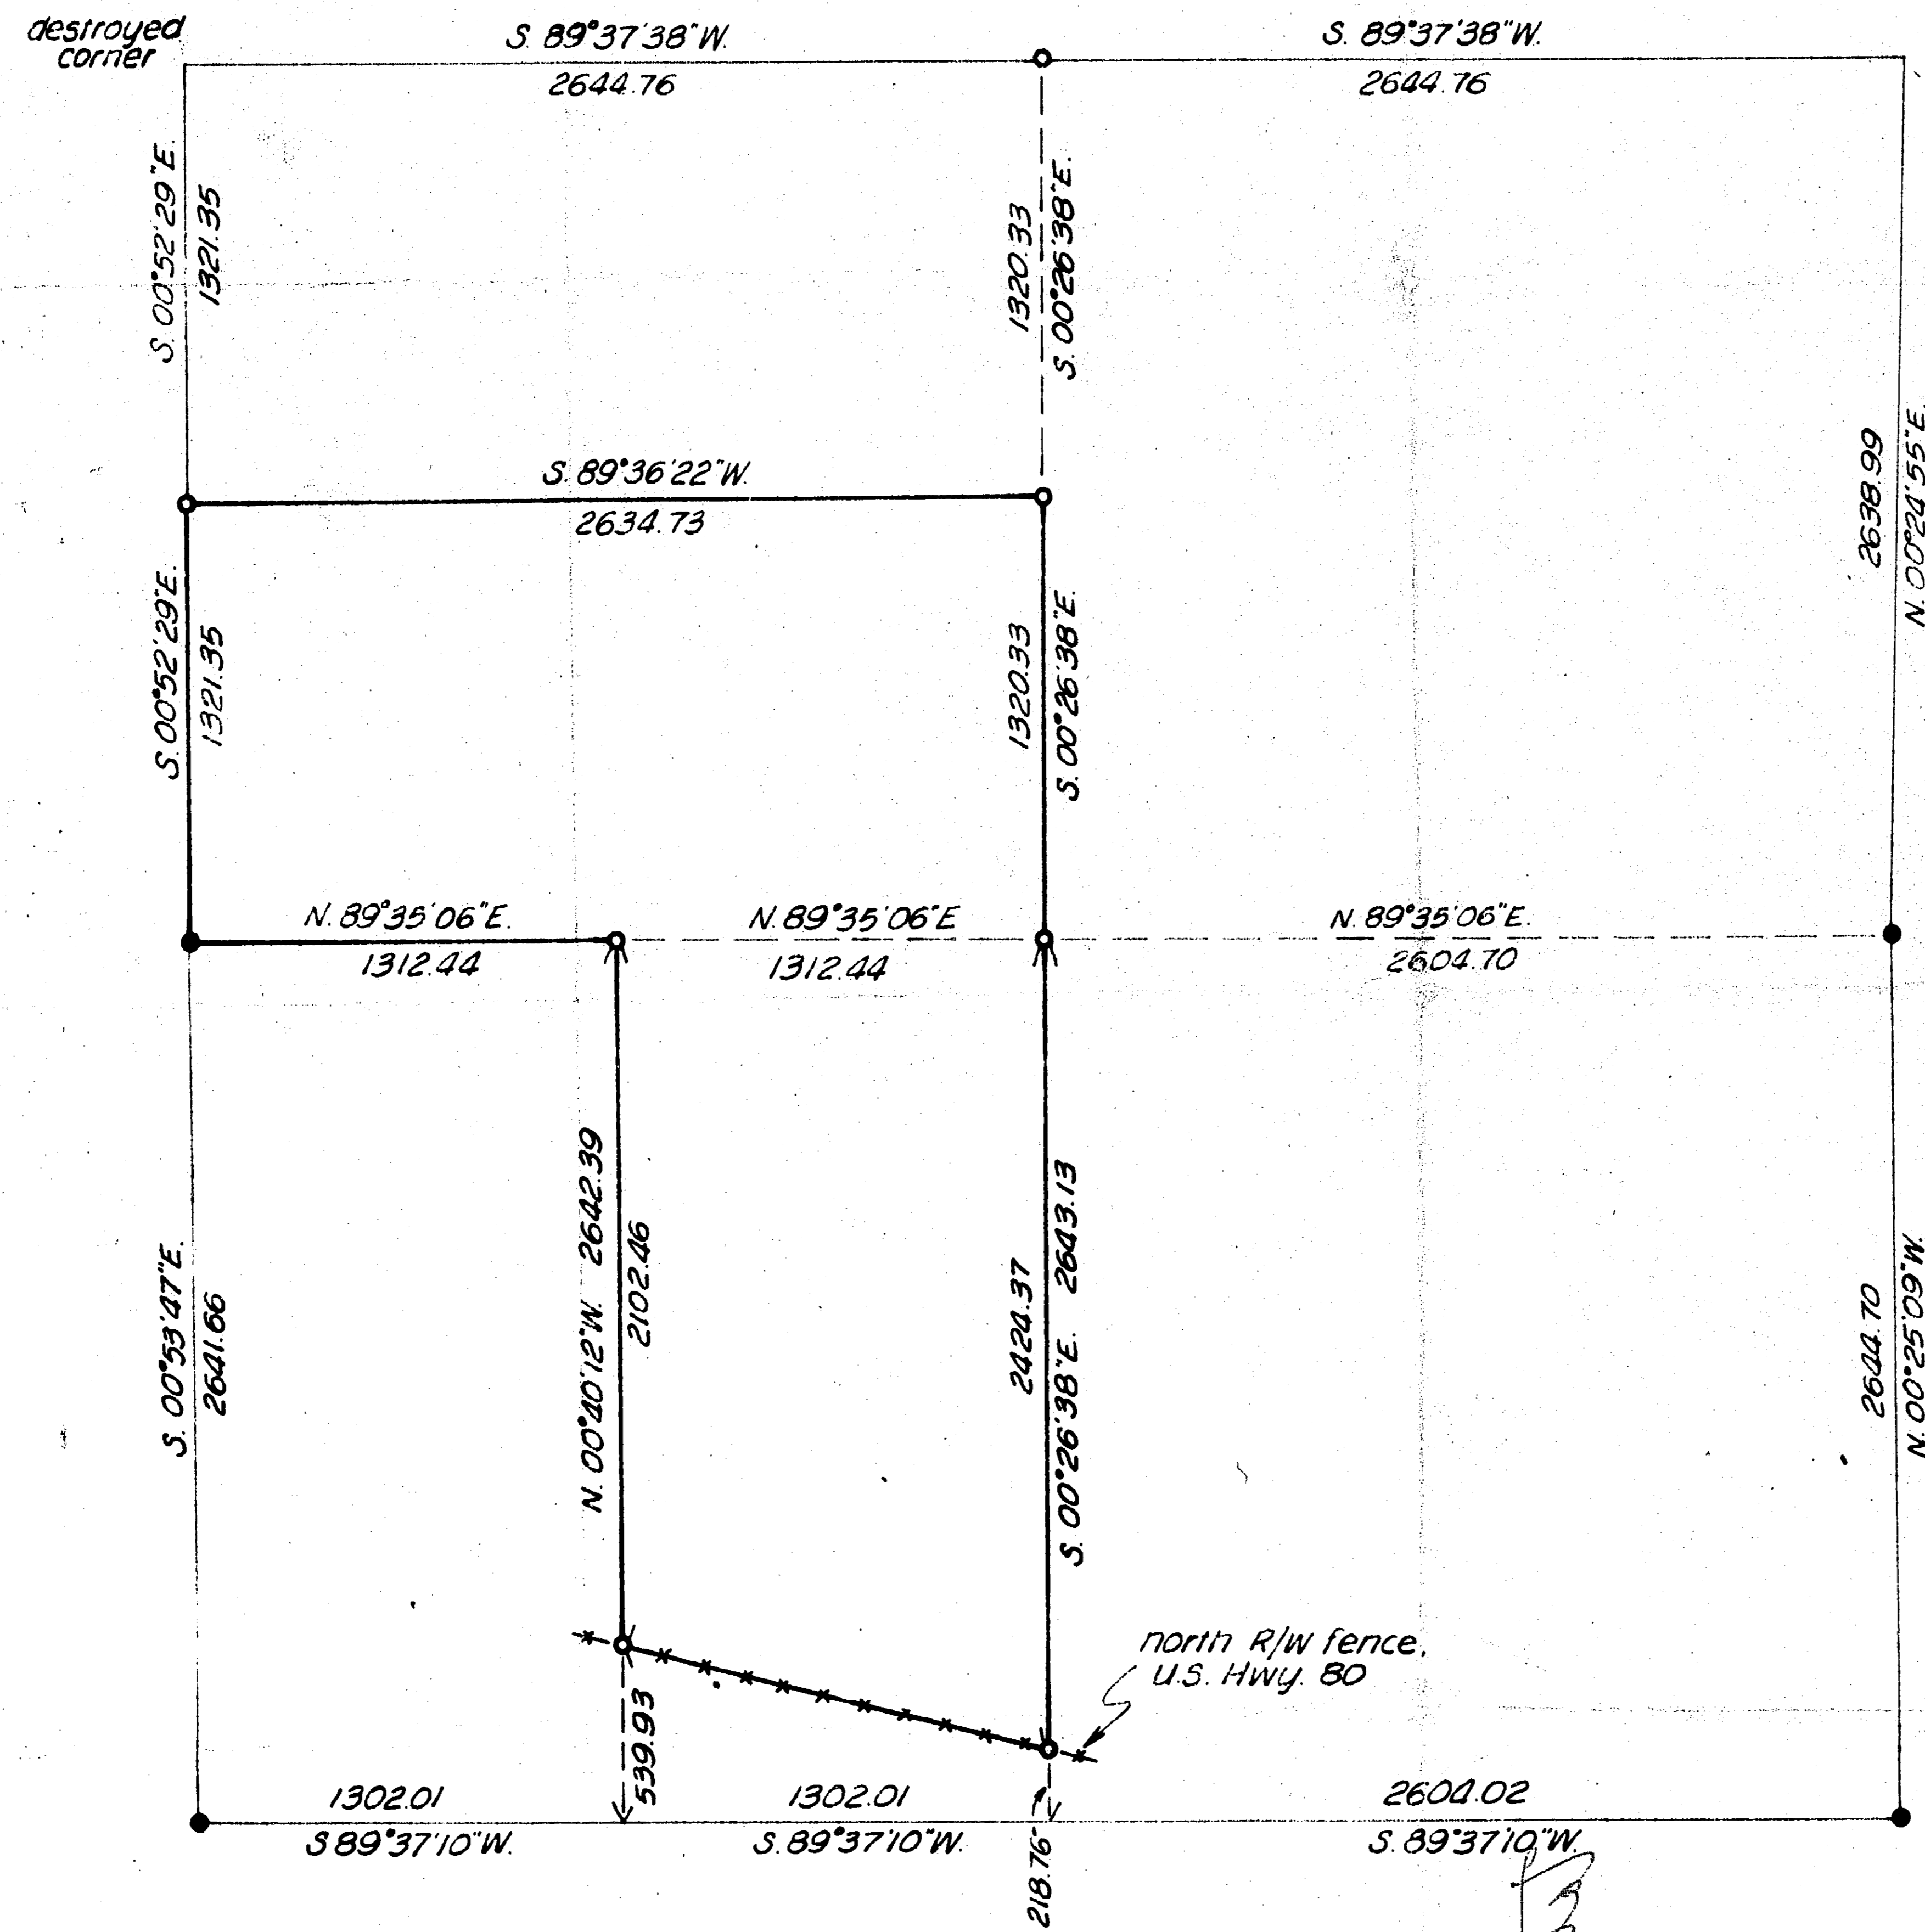 destroyed
corner
S. 89°37'38"W.
2644.76
S. 89°37'38"W.
2644.76
S. 00°52'29"E.
1321.35
1320.33
S. 00°26'38"E.
2638.99
N. 00°24'55"E.
S. 89°36'22"W.
2634.73
S. 00°52'29"E.
1321.35
1320.33
S. 00°26'38"E.
N. 89°35'06"E.
1312.44
N. 89°35'06"E
1312.44
N. 89°35'06"E.
2604.70
S. 00°53'47"E.
2641.66
N. 00°40'12"W. 2642.39
2102.46
2424.37
S. 00°26'38"E. 2643.13
2644.70
N. 00°52'09"W.
north R/W fence,
U.S. Hwy. 80
539.93
218.76
1302.01
S 89°37'10"W.
1302.01
S. 89°37'10"W.
2604.02
S. 89°37'10"W.